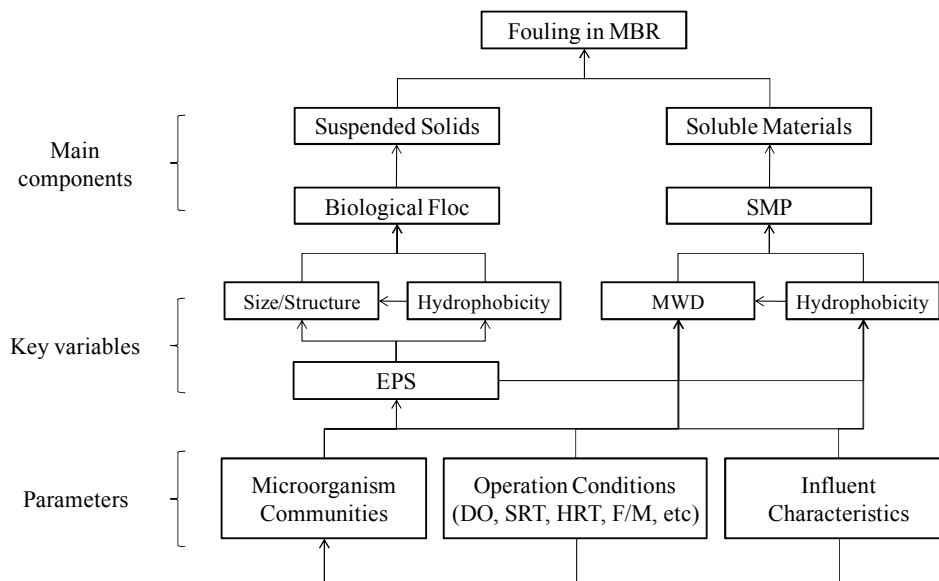 Fouling in MBR
Main
components
Suspended Solids
Soluble Materials
Biological Floc
SMP
Key variables
Size/Structure
Hydrophobicity
MWD
Hydrophobicity
EPS
Parameters
Microorganism
Communities
Operation Conditions
(DO, SRT, HRT, F/M, etc)
Influent
Characteristics